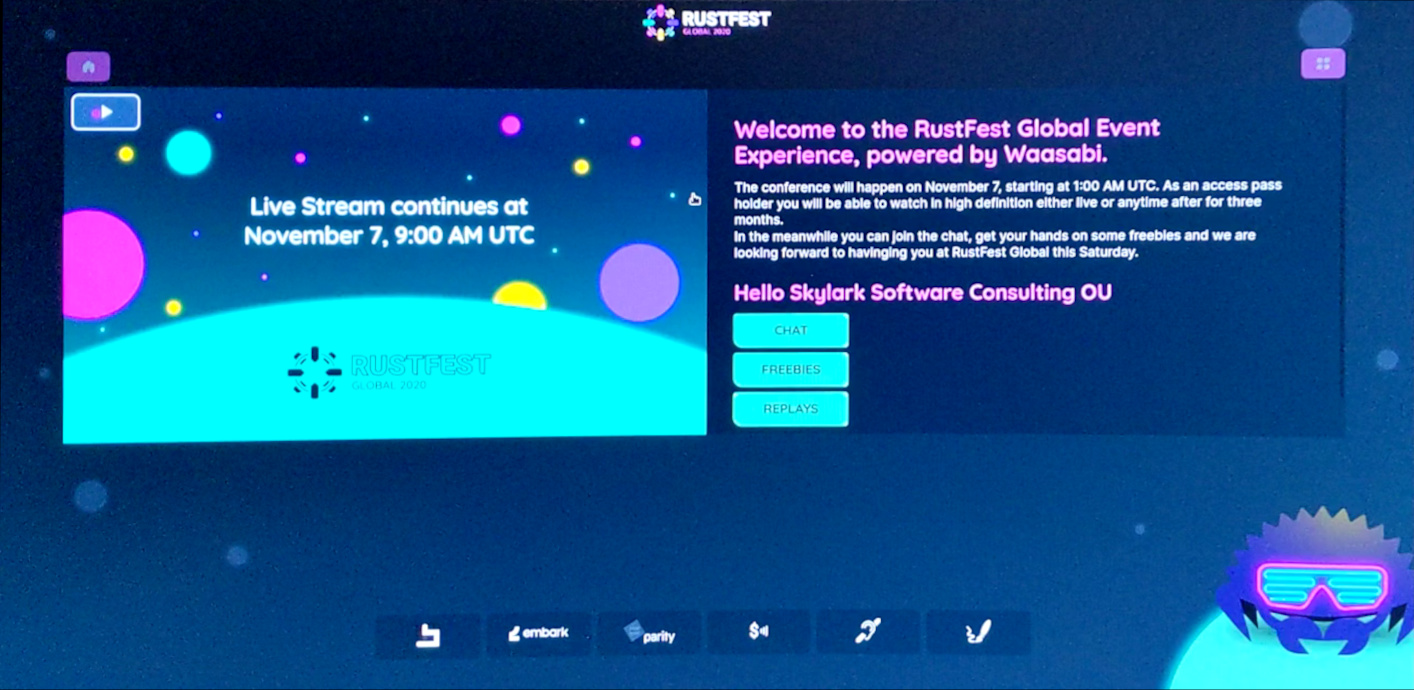 RUSTFEST
GLOBAL 2020
Live Stream continues at
November 7, 9:00 AM UTC
RUSTFEST
GLOBAL 2020
Welcome to the RustFest Global Event
Experience, powered by Waasabi.
The conference will happen on November 7, starting at 1:00 AM UTC. As an access pass
holder you will be able to watch in high definition either live or anytime after for three
months.
In the meanwhile you can join the chat, get your hands on some freebies and we are
looking forward to havinging you at RustFest Global this Saturday.
Hello Skylark Software Consulting OU
CHAT
FREEBIES
REPLAYS
embark
parity
$